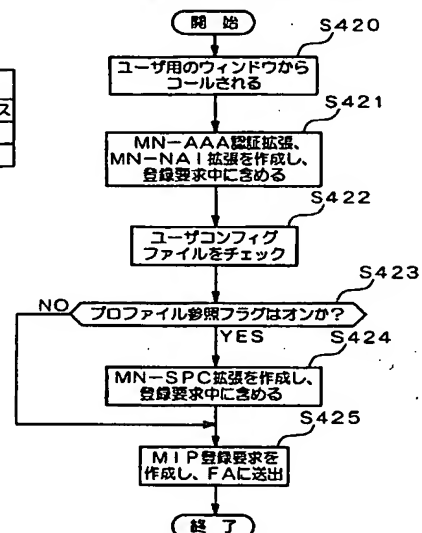 ス
開 始
S420
ユーザ用のウィンドウから
コールされる
S421
MN-AAA認証拡張、
MN-NAI拡張を作成し、
登録要求中に含める
S422
ユーザコンフィグ
ファイルをチェック
S423
プロファイル参照フラグはオンか?
NO
YES
S424
MN-SPC拡張を作成し、
登録要求中に含める
S425
MIP登録要求を
作成し、FAに送出
終 了